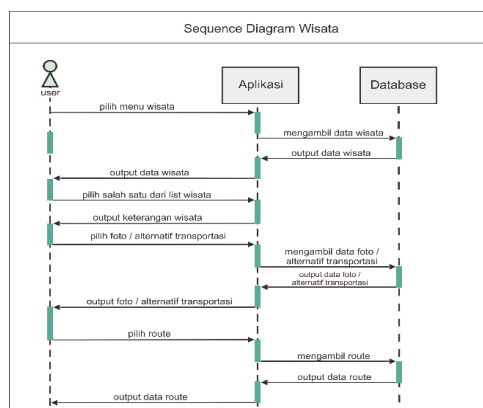 Sequence Diagram Wisata
user
Aplikasi
Database
pilih menu wisata
mengambil data wisata
output data wisata
output data wisata
pilih salah satu dari list wisata
output keterangan wisata
pilih foto / alternatif transportasi
mengambil data foto /
alternatif transportasi
output data foto /
alternatif transportasi
output foto / alternatif transportasi
pilih route
mengambil route
output data route
output data route